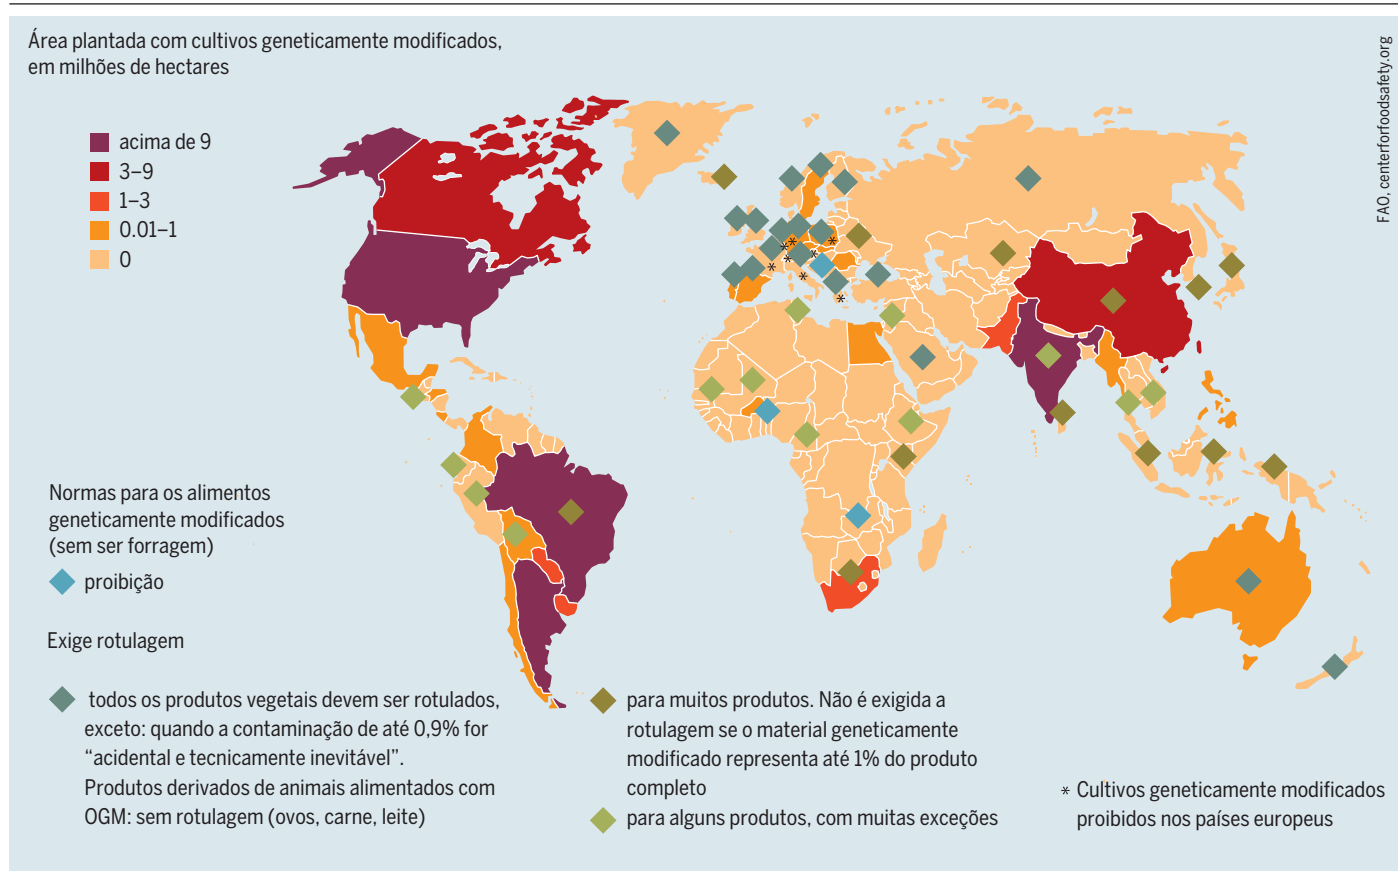 Área plantada com cultivos geneticamente modificados,
em milhões de hectares
acima de 9
3–9
1–3
0.01–1
0
FAO, centerforfoodsafety.org
Normas para os alimentos
geneticamente modificados
(sem ser forragem)
proibição
Exige rotulagem
todos os produtos vegetais devem ser rotulados,
exceto: quando a contaminação de até 0,9% for
“acidental e tecnicamente inevitável”.
Produtos derivados de animais alimentados com
OGM: sem rotulagem (ovos, carne, leite)
para muitos produtos. Não é exigida a
rotulagem se o material geneticamente
modificado representa até 1% do produto
completo
para alguns produtos, com muitas exceções
* Cultivos geneticamente modificados
proibidos nos países europeus